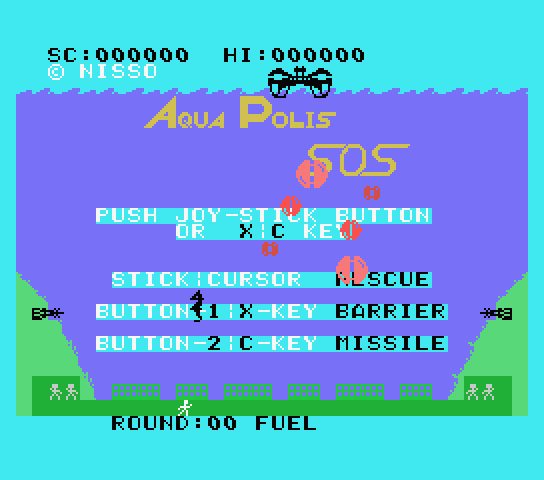 SC:000000 HI:000000
© NISSO
AQUA POLIS
SOS
PUSH JOY-STICK BUTTON
OR X¦C KEY
STICK¦CURSOR RESCUE
BUTTON-1¦X-KEY BARRIER
BUTTON-2¦C-KEY MISSILE
ROUND:00 FUEL